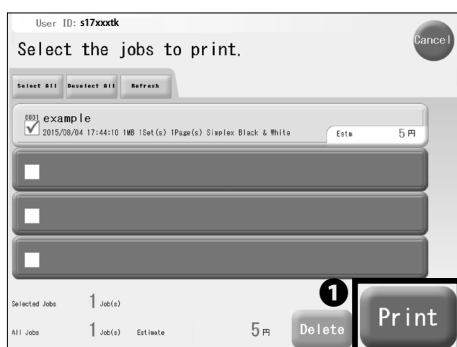 User ID: s17xxxtk
Select the jobs to print.
Cancel
Select All Deselect All Refresh
0001 example
2015/08/04 17:44:10 1MB 1Set(s) 1Page(s) Simplex Black & White Estm 5円
Selected Jobs 1 Job(s)
All Jobs 1 Job(s) Estimate 5円
Delete
1
Print